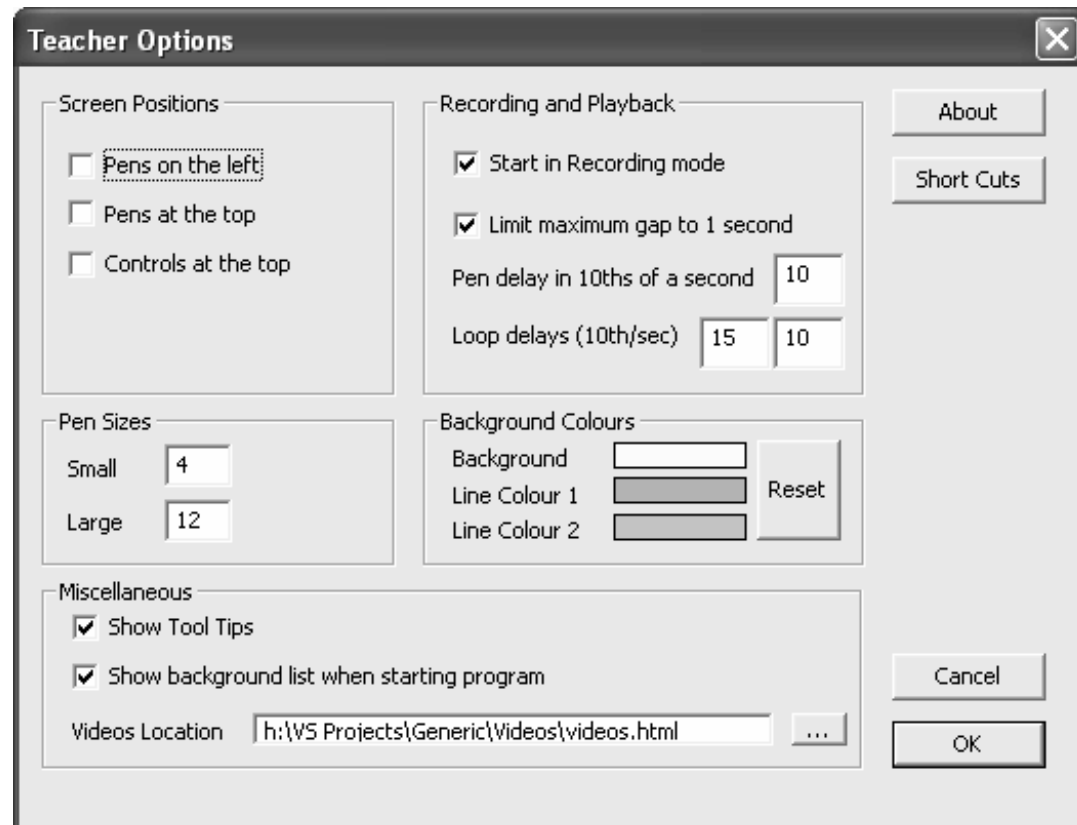 Teacher Options
Screen Positions
Pens on the left
Pens at the top
Controls at the top
Recording and Playback
Start in Recording mode
Limit maximum gap to 1 second
Pen delay in 10ths of a second 10
Loop delays (10th/sec) 15 10
About
Short Cuts
Pen Sizes
Small 4
Large 12
Background Colours
Background
Line Colour 1
Line Colour 2
Reset
Miscellaneous
Show Tool Tips
Show background list when starting program
Videos Location h:\VS Projects\Generic\Videos\videos.html ...
Cancel
OK